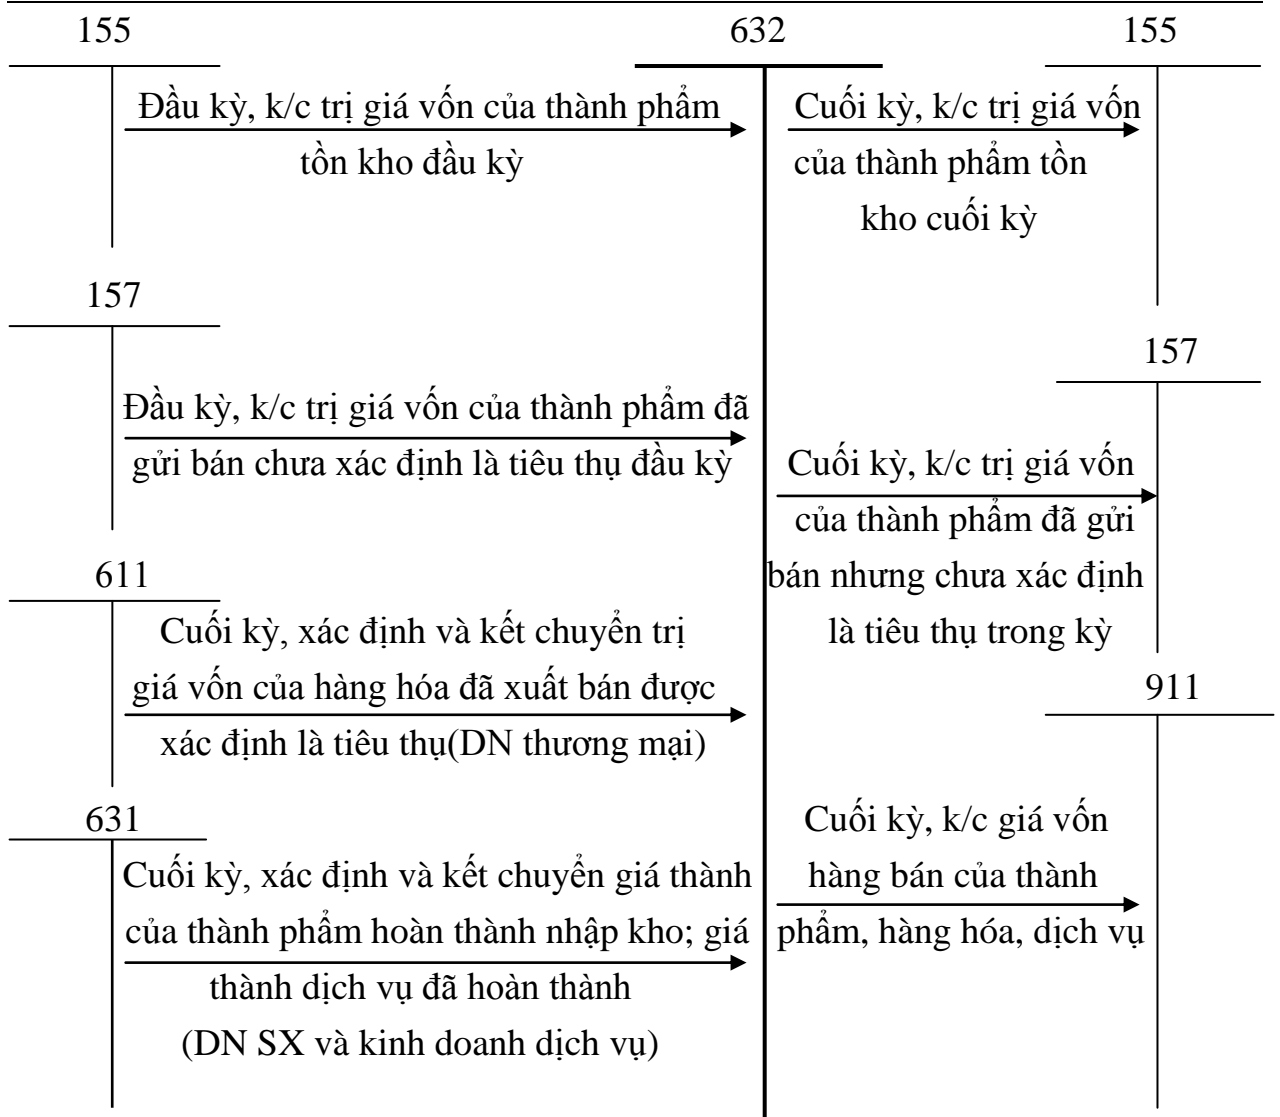 155
632
155
Đầu kỳ, k/c trị giá vốn của thành phẩm
tồn kho đầu kỳ
Cuối kỳ, k/c trị giá vốn
của thành phẩm tồn
kho cuối kỳ
157
157
Đầu kỳ, k/c trị giá vốn của thành phẩm đã
gửi bán chưa xác định là tiêu thụ đầu kỳ
Cuối kỳ, k/c trị giá vốn
của thành phẩm đã gửi
bán nhưng chưa xác định
là tiêu thụ trong kỳ
611
Cuối kỳ, xác định và kết chuyển trị
giá vốn của hàng hóa đã xuất bán được
xác định là tiêu thụ(DN thương mại)
911
631
Cuối kỳ, xác định và kết chuyển giá thành
của thành phẩm hoàn thành nhập kho; giá
thành dịch vụ đã hoàn thành
(DN SX và kinh doanh dịch vụ)
Cuối kỳ, k/c giá vốn
hàng bán của thành
phẩm, hàng hóa, dịch vụ